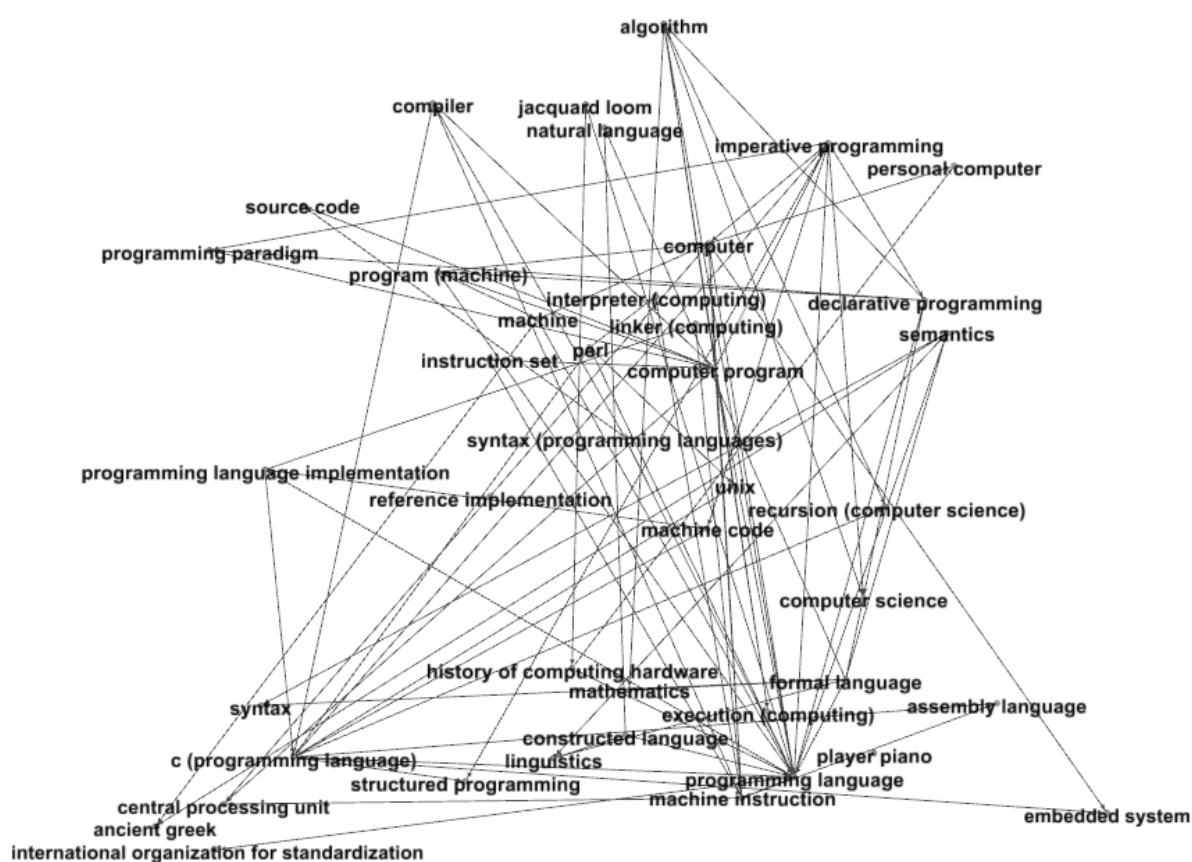 algorithm
compiler
jacquard loom
natural language
imperative programming
personal computer
source code
computer
programming paradigm
program (machine)
interpreter (computing)
declarative programming
machine
linker (computing)
semantics
perl
instruction set
computer program
syntax (programming languages)
programming language implementation
unix
reference implementation
recursion (computer science)
machine code
computer science
history of computing hardware
formal language
mathematics
syntax
assembly language
execution (computing)
constructed language
player piano
c (programming language)
linguistics
programming language
structured programming
machine instruction
central processing unit
embedded system
ancient greek
international organization for standardization